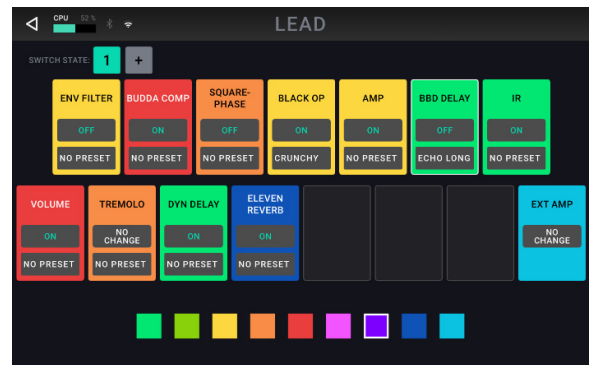 CPU 52% LEAD
SWITCH STATE: 1 +
ENV FILTER BUDDA COMP SQUARE-PHASE BLACK OP AMP BBD DELAY IR
OFF ON OFF ON ON OFF ON
NO PRESET NO PRESET NO PRESET CRUNCHY NO PRESET ECHO LONG NO PRESET
VOLUME TREMOLO DYN DELAY ELEVEN REVERB EXT AMP
ON NO CHANGE ON ON NO CHANGE
NO PRESET NO PRESET NO PRESET NO PRESET